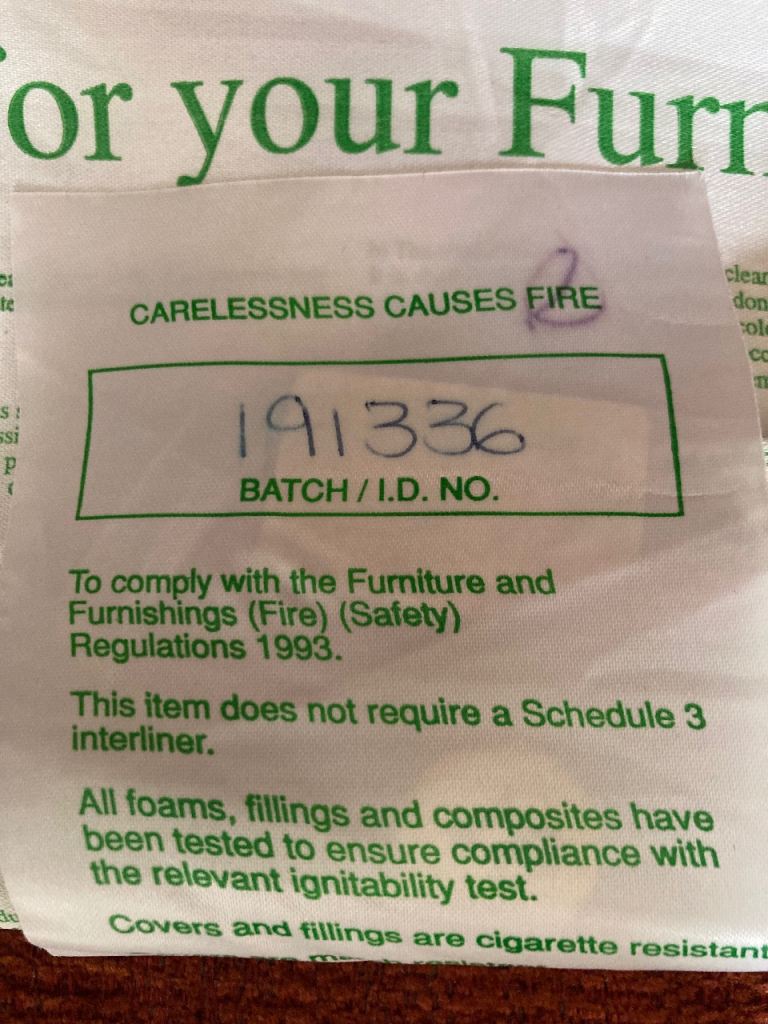 or your Furn
CARELESSNESS CAUSES FIRE
2
191336
BATCH / I.D. NO.
To comply with the Furniture and
Furnishings (Fire) (Safety)
Regulations 1993.
This item does not require a Schedule 3
interliner.
All foams, fillings and composites have
been tested to ensure compliance with
the relevant ignitability test.
Covers and fillings are cigarette resistant
clean
don